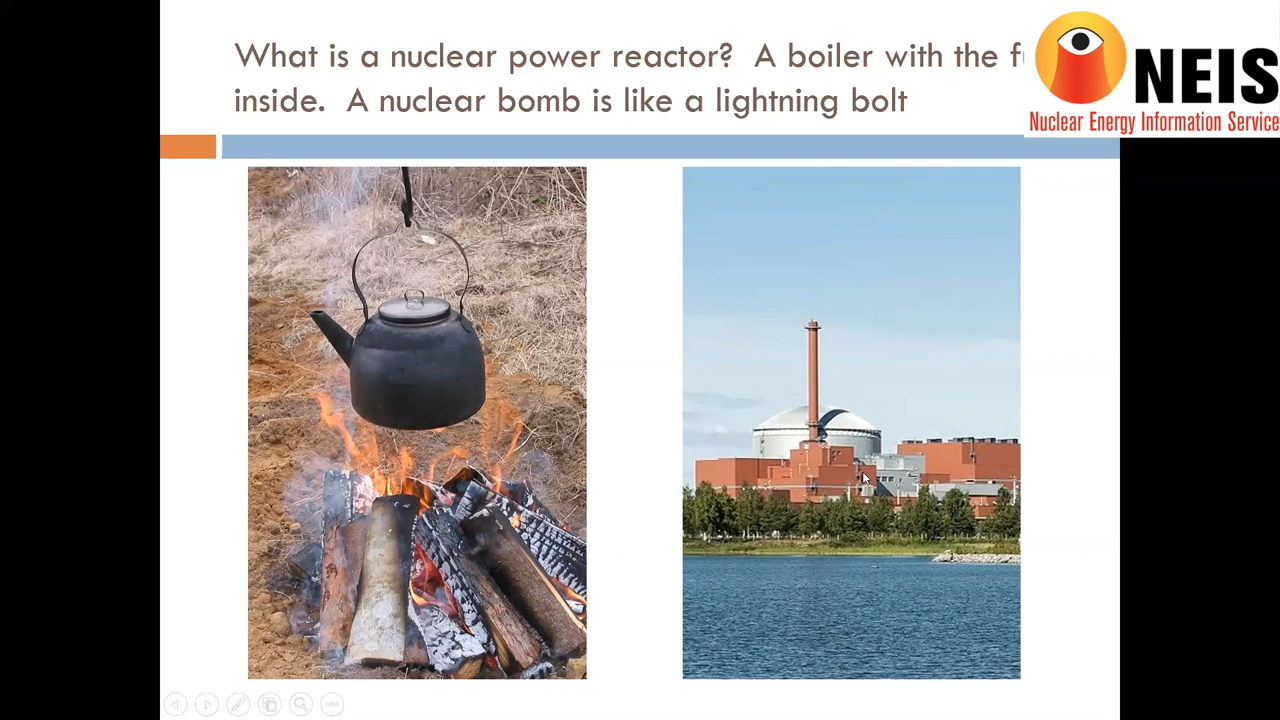 What is a nuclear power reactor?  A boiler with the
inside.  A nuclear bomb is like a lightning bolt
NEIS
Nuclear Energy Information Service